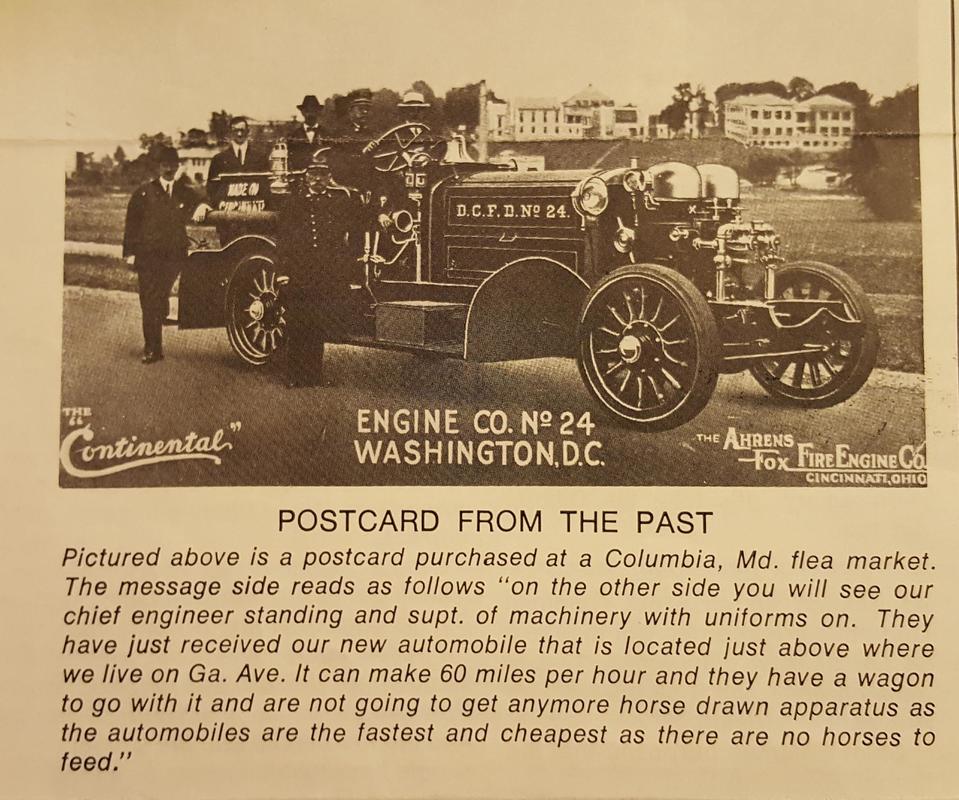 MADE IN
CINCINNATI
D.C.F.D. Nº 24.
THE
"Continental"
ENGINE CO. Nº 24
WASHINGTON, D.C.
THE AHRENS
FOX FIRE ENGINE Co.
CINCINNATI, OHIO
POSTCARD FROM THE PAST
Pictured above is a postcard purchased at a Columbia, Md. flea market.
The message side reads as follows "on the other side you will see our
chief engineer standing and supt. of machinery with uniforms on. They
have just received our new automobile that is located just above where
we live on Ga. Ave. It can make 60 miles per hour and they have a wagon
to go with it and are not going to get anymore horse drawn apparatus as
the automobiles are the fastest and cheapest as there are no horses to
feed."